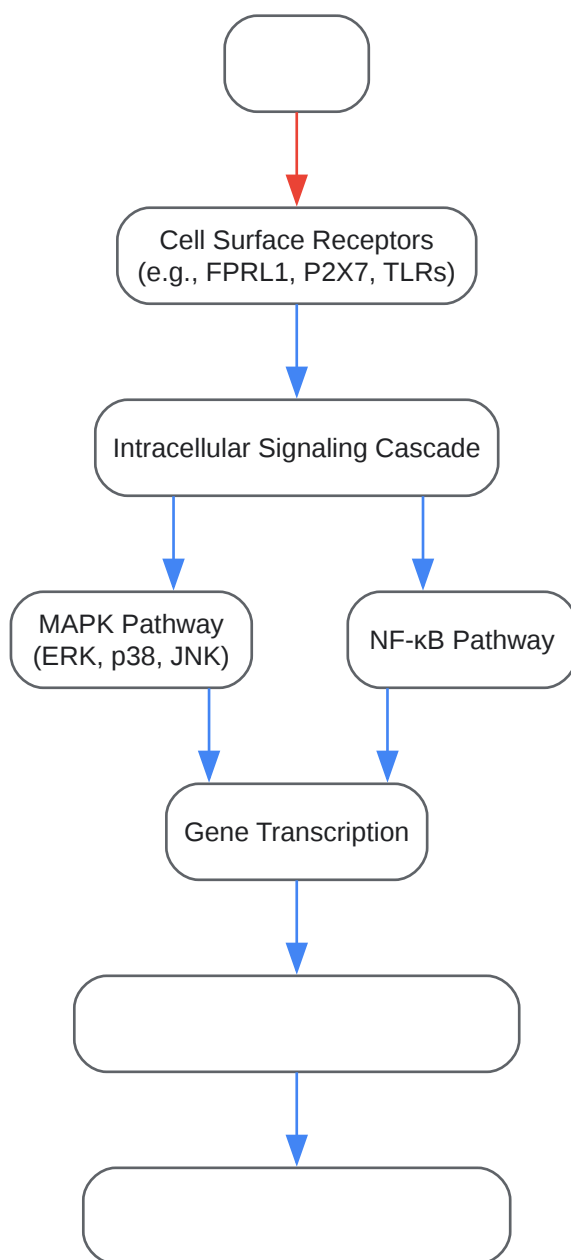 Cell Surface Receptors
(e.g., FPRL1, P2X7, TLRs)
Intracellular Signaling Cascade
MAPK Pathway
(ERK, p38, JNK)
NF-κB Pathway
Gene Transcription